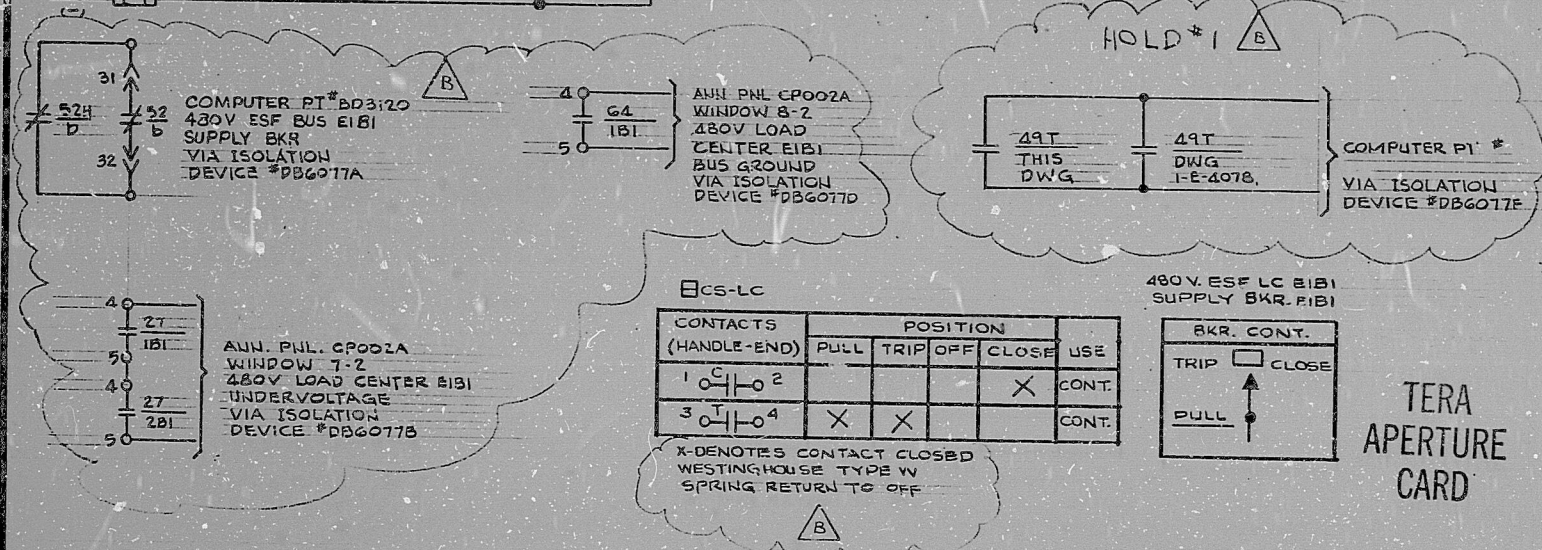 (-)
31
52H
b
52
b
32
COMPUTER PT #BD3120
480V ESF BUS E1B1
SUPPLY BKR
VIA ISOLATION
DEVICE #DB6077A
B
4
64
1B1
5
ANN PNL CP002A
WINDOW 8-2
480V LOAD
CENTER E1B1
BUS GROUND
VIA ISOLATION
DEVICE #DB6077D
HOLD #1
B
49T
THIS
DWG
49T
DWG
1-E-4078,
COMPUTER PT #
VIA ISOLATION
DEVICE #DB6077E
4
27
1B1
5
4
27
2B1
5
ANN. PNL. CP002A
WINDOW 7-2
480V LOAD CENTER E1B1
UNDERVOLTAGE
VIA ISOLATION
DEVICE #DB6077B
CS-LC
CONTACTS
(HANDLE-END)
POSITION
PULL TRIP OFF CLOSE
USE
1 C 2 X CONT.
3 T 4 X X CONT.
X-DENOTES CONTACT CLOSED
WESTINGHOUSE TYPE W
SPRING RETURN TO OFF
B
480V. ESF LC E1B1
SUPPLY BKR. E1B1
BKR. CONT.
TRIP CLOSE
PULL
TERA
APERTURE
CARD